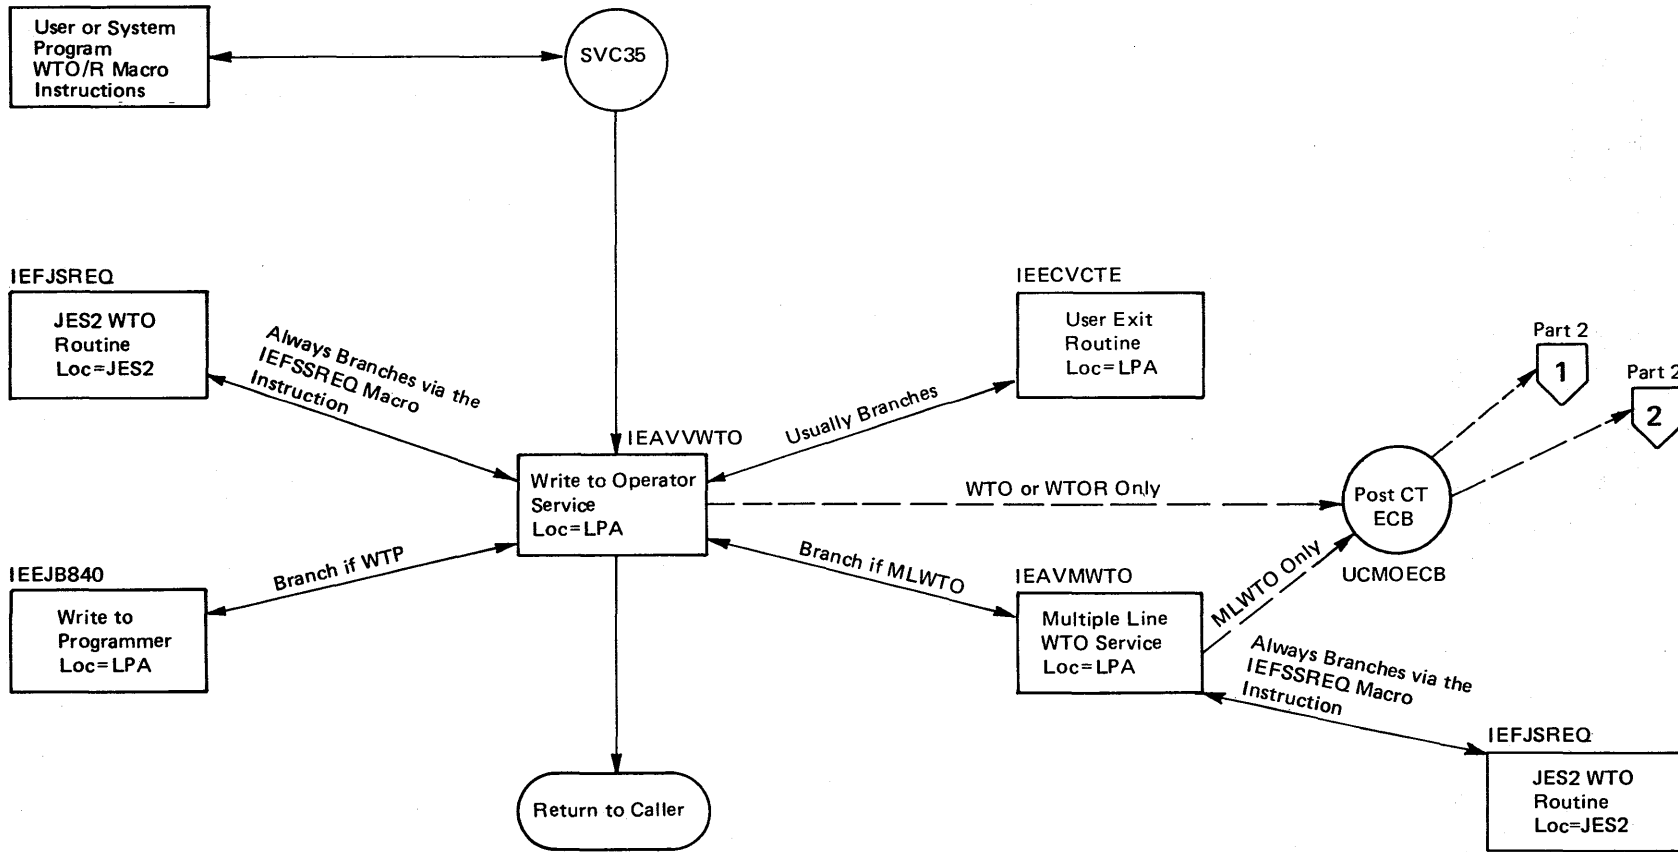 User or System
Program
WTO/R Macro
Instructions
SVC35
IEFJSREQ
JES2 WTO
Routine
Loc=JES2
Always Branches via the
IEFSSREQ Macro
Instruction
IEECVCTE
User Exit
Routine
Loc=LPA
Usually Branches
Part 2
1
Part 2
2
IEAVVWTO
Write to Operator
Service
Loc=LPA
WTO or WTOR Only
Post CT
ECB
UCMOECB
IEEJB840
Write to
Programmer
Loc=LPA
Branch if WTP
Branch if MLWTO
IEAVMWTO
Multiple Line
WTO Service
Loc=LPA
MLWTO Only
Always Branches via the
IEFSSREQ Macro
Instruction
IEFJSREQ
JES2 WTO
Routine
Loc=JES2
Return to Caller